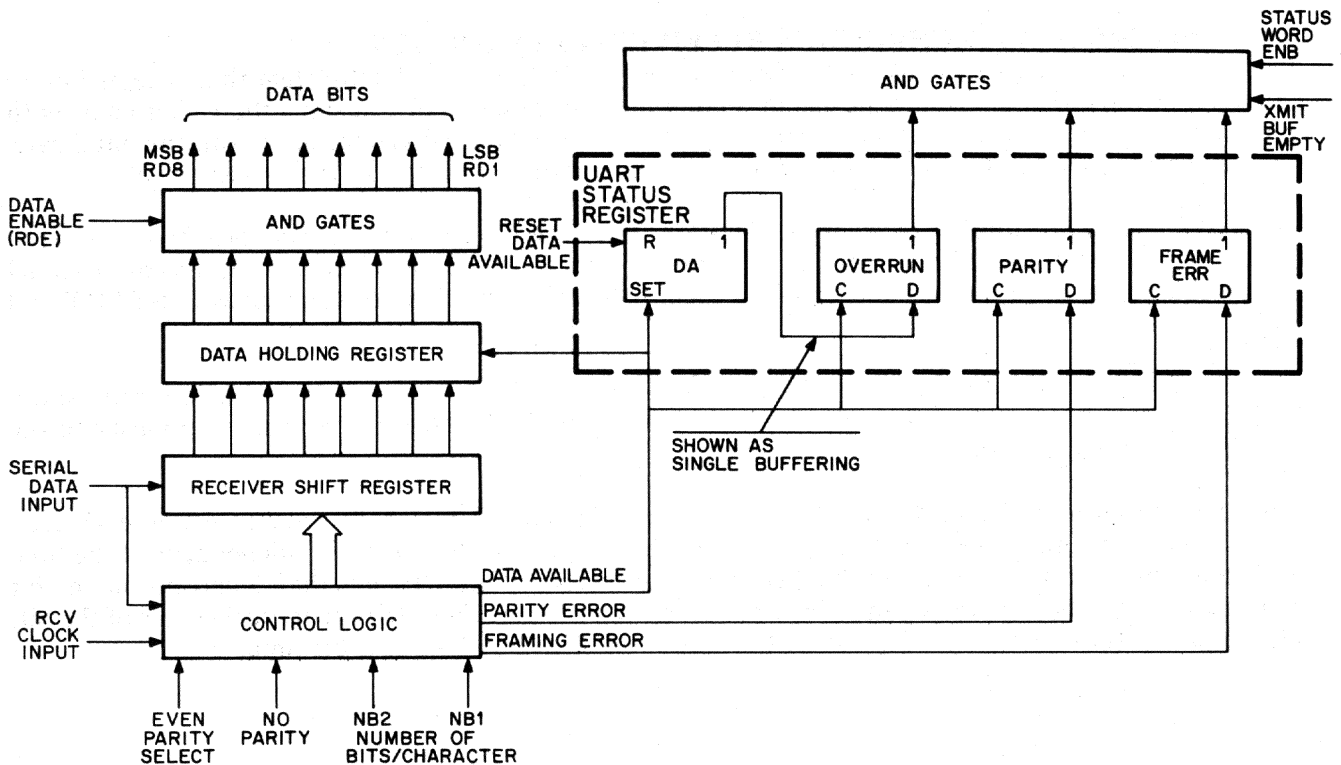 STATUS
WORD
ENB
AND GATES
XMIT
BUF
EMPTY
DATA BITS
MSB
RD8
LSB
RD1
DATA
ENABLE
(RDE)
AND GATES
UART
STATUS
REGISTER
RESET
DATA
AVAILABLE
R 1
DA
SET
1
OVERRUN
C D
1
PARITY
C D
1
FRAME
ERR
C D
DATA HOLDING REGISTER
SHOWN AS
SINGLE BUFFERING
SERIAL
DATA
INPUT
RECEIVER SHIFT REGISTER
DATA AVAILABLE
PARITY ERROR
FRAMING ERROR
RCV
CLOCK
INPUT
CONTROL LOGIC
EVEN
PARITY
SELECT
NO
PARITY
NB2 NB1
NUMBER OF
BITS/CHARACTER